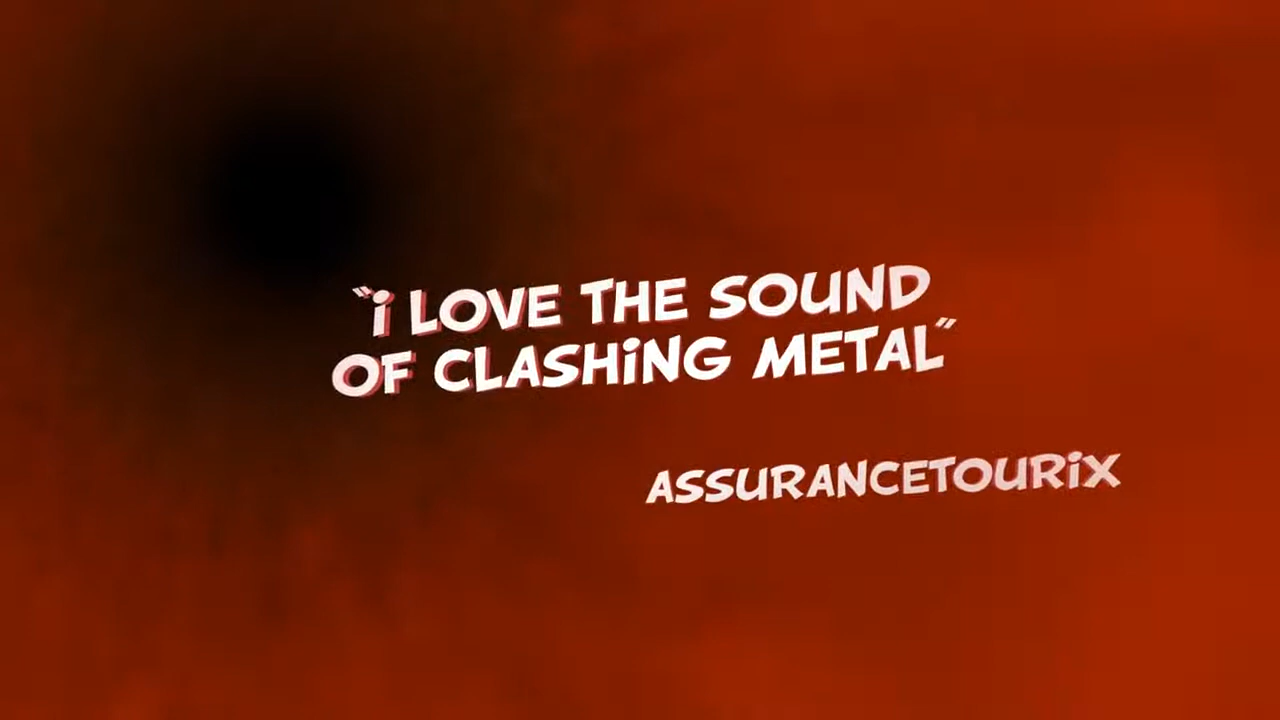 "i LOVE THE SOUND
OF CLASHiNG METAL"
ASSURANCETOURiX